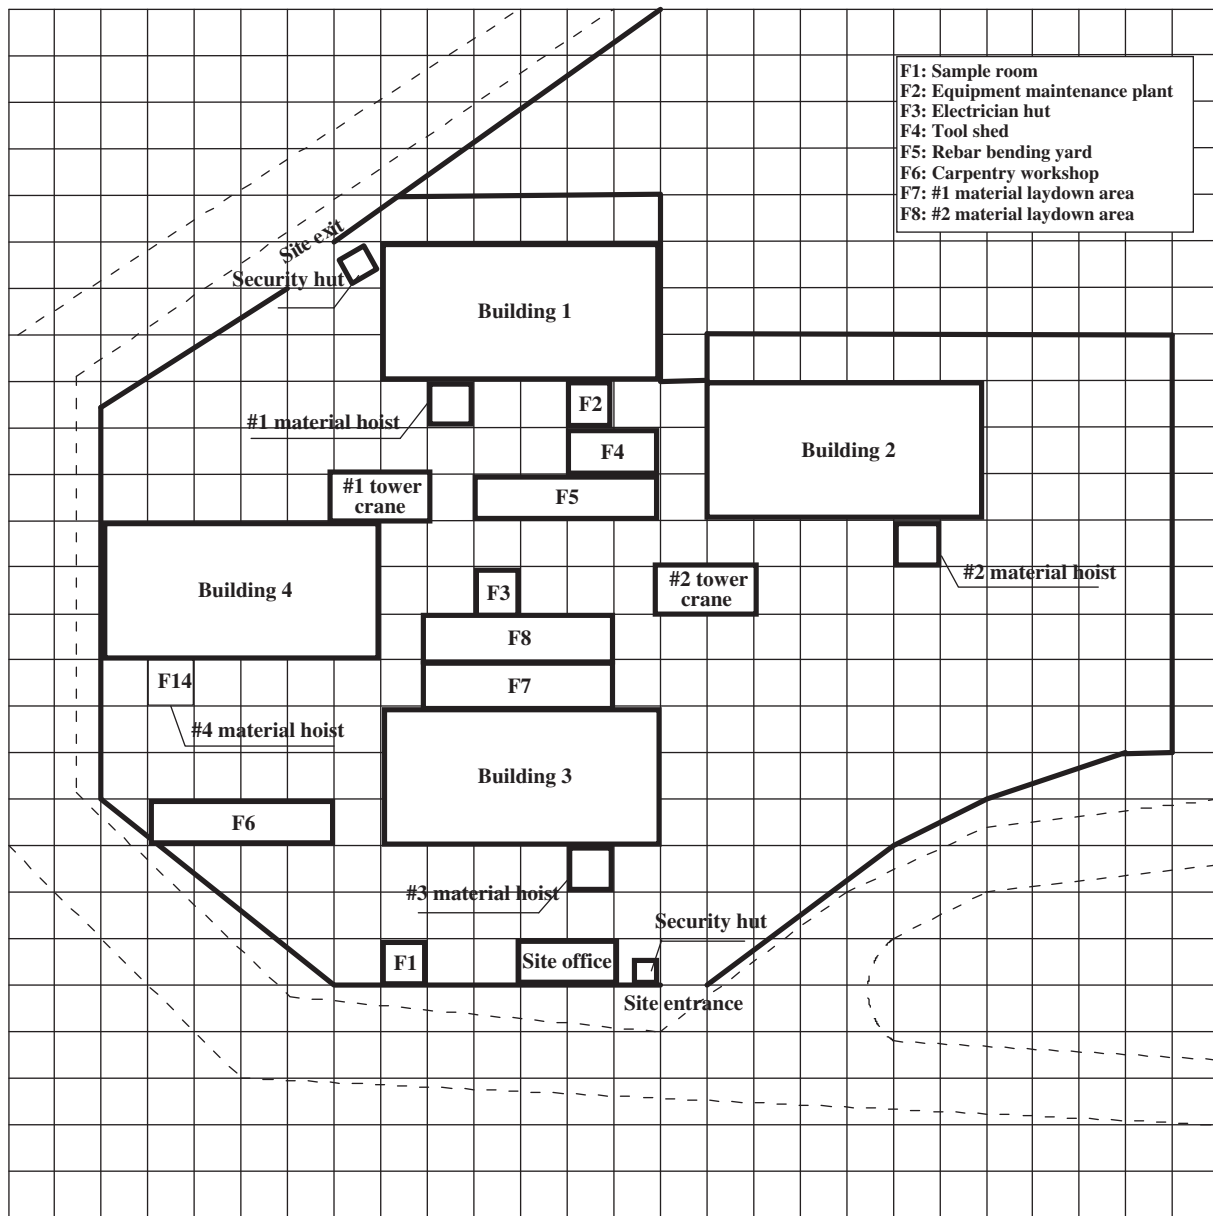 F1: Sample room
F2: Equipment maintenance plant
F3: Electrician hut
F4: Tool shed
F5: Rebar bending yard
F6: Carpentry workshop
F7: #1 material laydown area
F8: #2 material laydown area
Site exit
Security hut
Building 1
#1 material hoist
F2
F4
Building 2
#1 tower
crane
F5
Building 4
F3
#2 tower
crane
#2 material hoist
F8
F14
F7
#4 material hoist
Building 3
F6
#3 material hoist
Security hut
F1
Site office
Site entrance